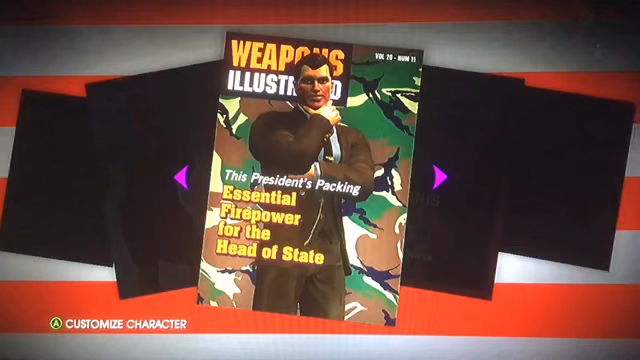 WEAPONS
ILLUSTRATED
VOL 20 - NUM 11
This President's Packing
Essential
Firepower
for the
Head of State
A CUSTOMIZE CHARACTER